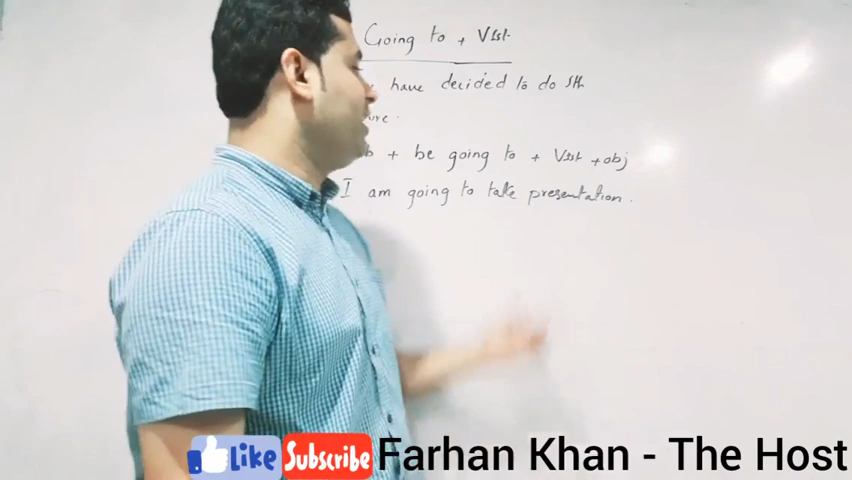 Going to + V1st
have decided to do sth
ure.
b + be going to + V1st + obj
I am going to take presentation.
Like Subscribe Farhan Khan - The Host